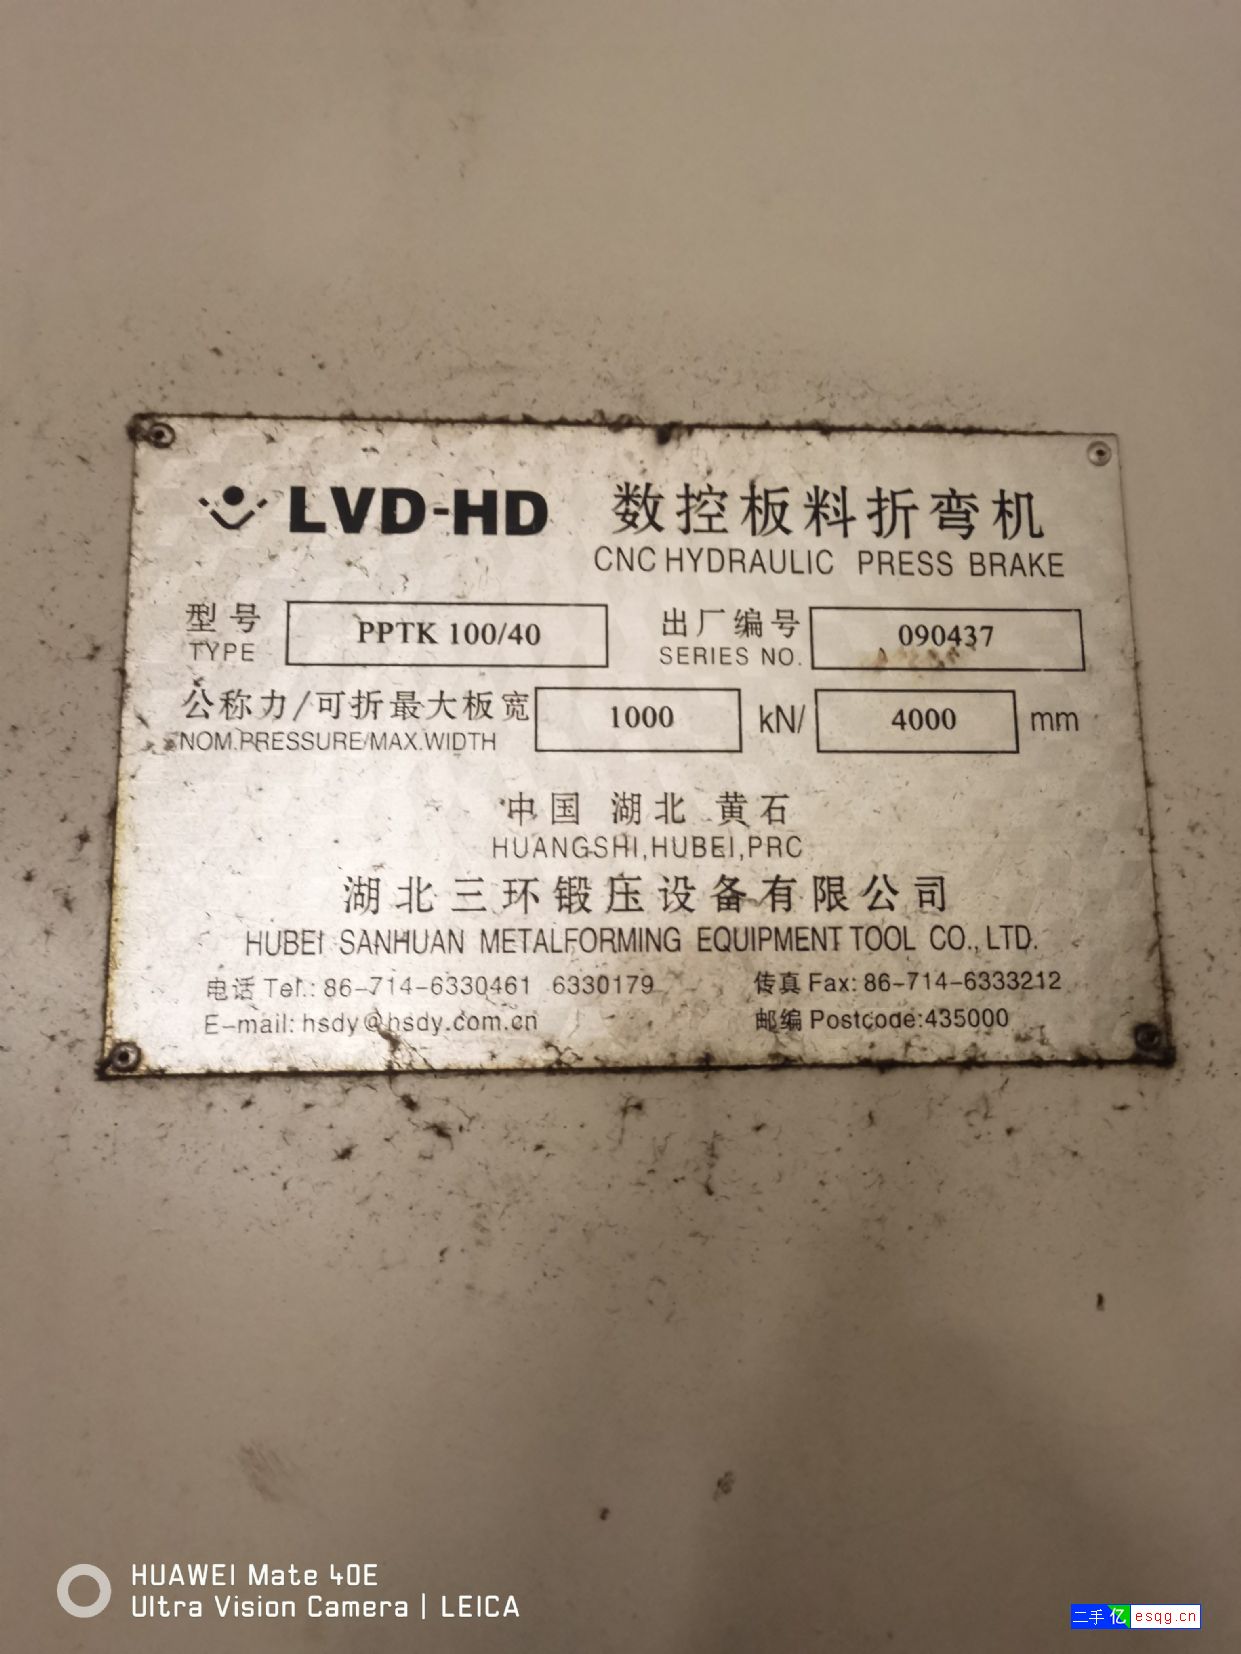 LVD-HD 数控板料折弯机
CNC HYDRAULIC PRESS BRAKE
型号 PPTK 100/40 出厂编号 090437
TYPE SERIES NO.
公称力/可折最大板宽 1000 kN/ 4000 mm
NOM.PRESSURE/MAX.WIDTH
中国 湖北 黄石
HUANGSHI,HUBEI,PRC
湖北三环锻压设备有限公司
HUBEI SANHUAN METALFORMING EQUIPMENT TOOL CO.,LTD.
电话 Tel.: 86-714-6330461 6330179 传真 Fax: 86-714-6333212
E-mail: hsdy@hsdy.com.cn 邮编 Postcode:435000
HUAWEI Mate 40E
Ultra Vision Camera | LEICA
二手亿 esqg.cn